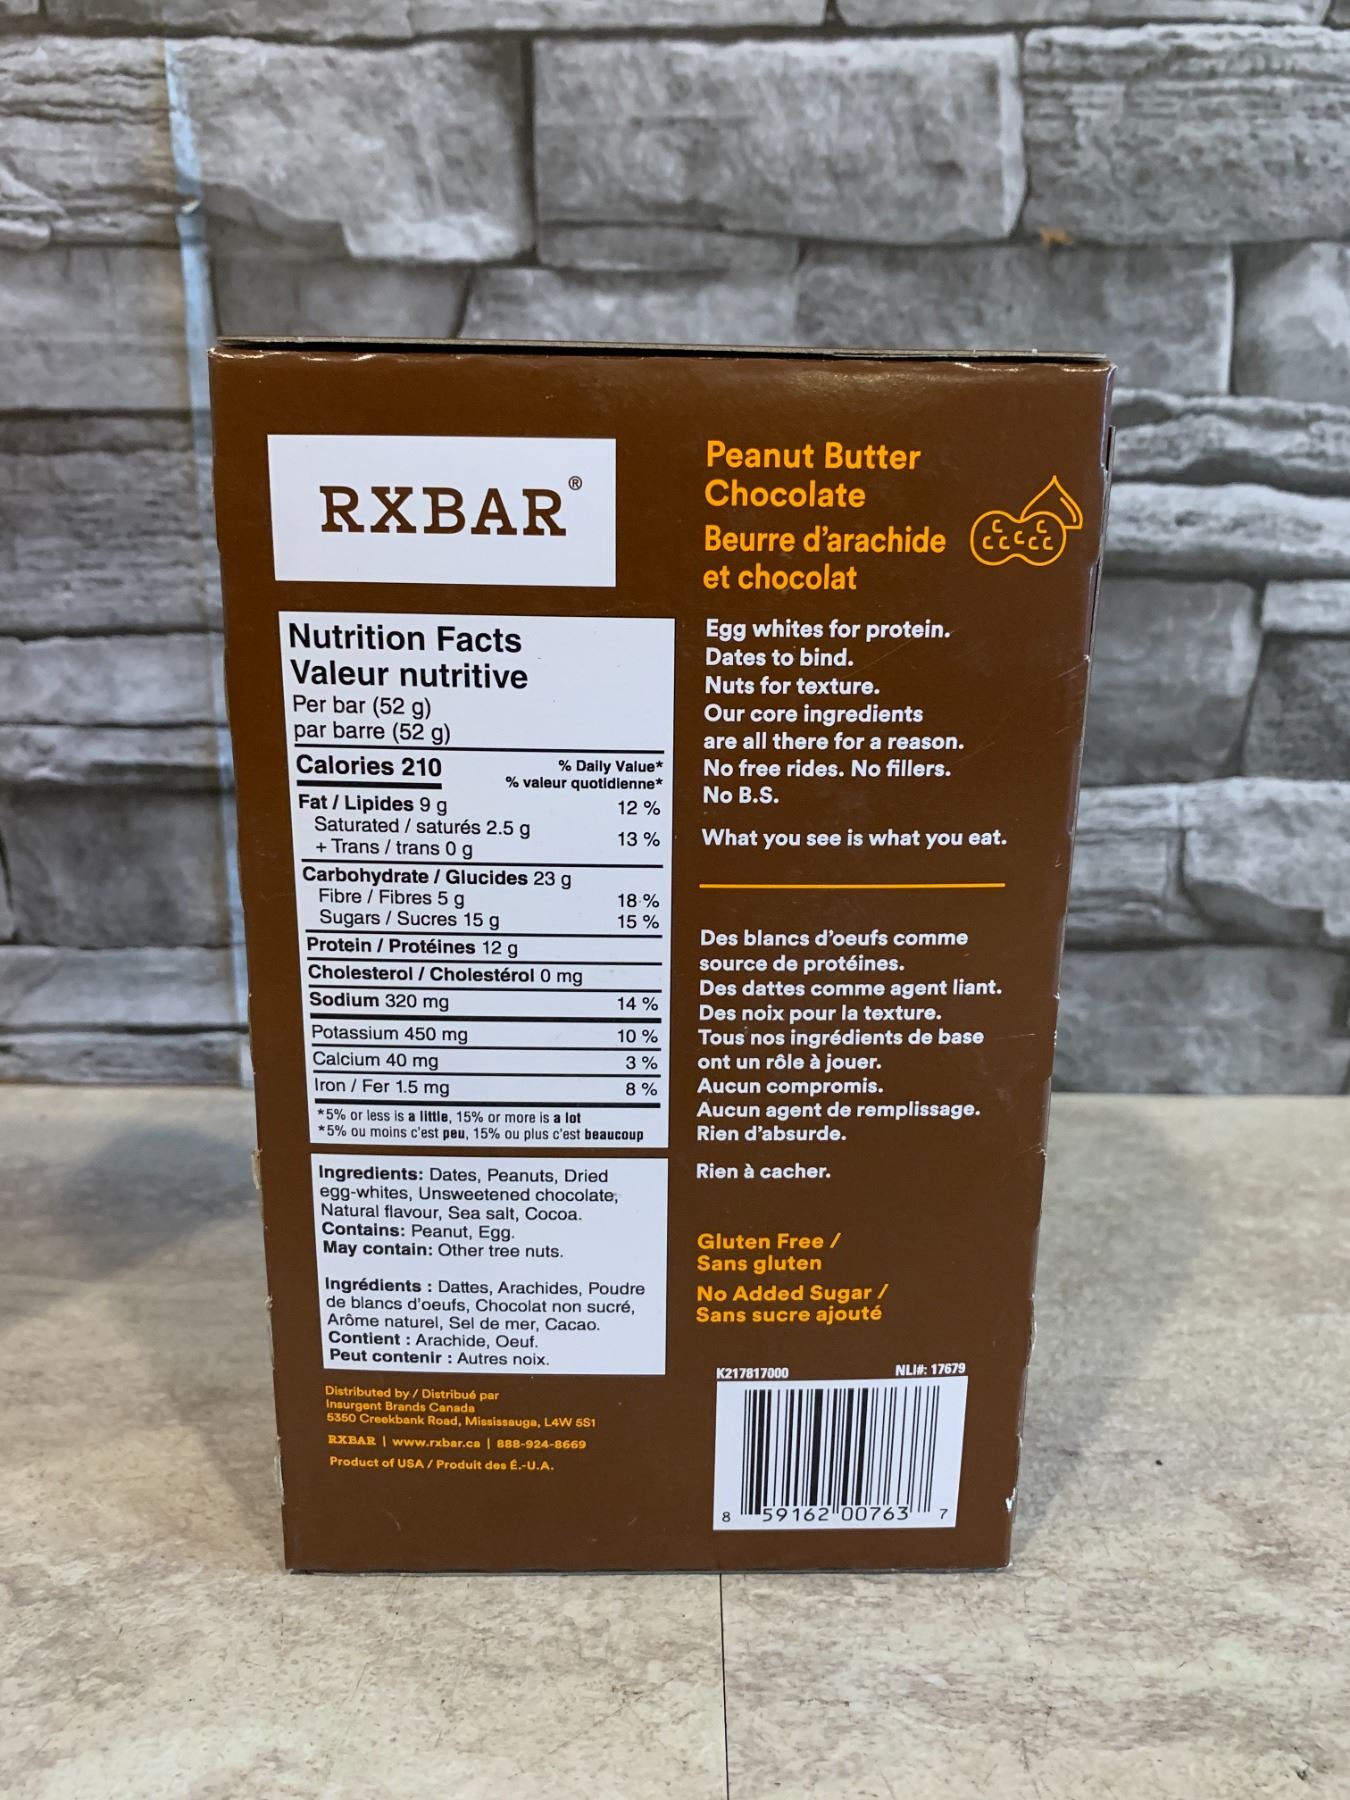 RXBAR®
Peanut Butter
Chocolate
Beurre d'arachide
et chocolat
Nutrition Facts
Valeur nutritive
Per bar (52 g)
par barre (52 g)
Calories 210
% Daily Value*
% valeur quotidienne*
Fat / Lipides 9 g 12 %
Saturated / saturés 2.5 g
+ Trans / trans 0 g 13 %
Carbohydrate / Glucides 23 g
Fibre / Fibres 5 g 18 %
Sugars / Sucres 15 g 15 %
Protein / Protéines 12 g
Cholesterol / Cholestérol 0 mg
Sodium 320 mg 14 %
Potassium 450 mg 10 %
Calcium 40 mg 3 %
Iron / Fer 1.5 mg 8 %
*5% or less is a little, 15% or more is a lot
*5% ou moins c'est peu, 15% ou plus c'est beaucoup
Ingredients: Dates, Peanuts, Dried
egg-whites, Unsweetened chocolate,
Natural flavour, Sea salt, Cocoa.
Contains: Peanut, Egg.
May contain: Other tree nuts.
Ingrédients : Dattes, Arachides, Poudre
de blancs d'oeufs, Chocolat non sucré,
Arôme naturel, Sel de mer, Cacao.
Contient : Arachide, Oeuf.
Peut contenir : Autres noix.
Distributed by / Distribué par
Insurgent Brands Canada
5350 Creekbank Road, Mississauga, L4W 5S1
RXBAR | www.rxbar.ca | 888-924-8669
Product of USA / Produit des É.-U.A.
Egg whites for protein.
Dates to bind.
Nuts for texture.
Our core ingredients
are all there for a reason.
No free rides. No fillers.
No B.S.
What you see is what you eat.
Des blancs d'oeufs comme
source de protéines.
Des dattes comme agent liant.
Des noix pour la texture.
Tous nos ingrédients de base
ont un rôle à jouer.
Aucun compromis.
Aucun agent de remplissage.
Rien d'absurde.
Rien à cacher.
Gluten Free /
Sans gluten
No Added Sugar /
Sans sucre ajouté
K217817000 NLI#: 17679
8 59162 00763 7